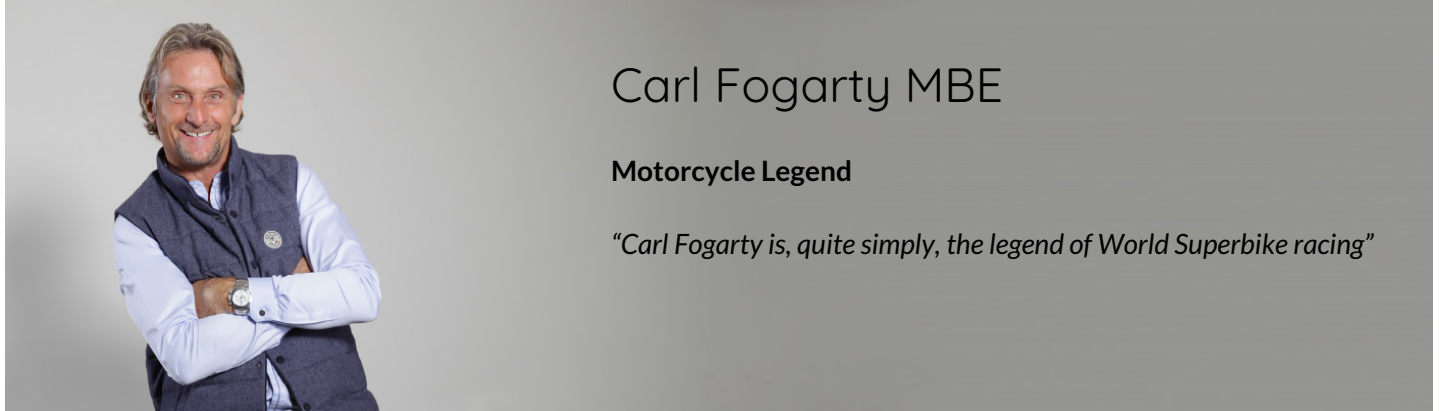 Carl Fogarty MBE
Motorcycle Legend
“Carl Fogarty is, quite simply, the legend of World Superbike racing”